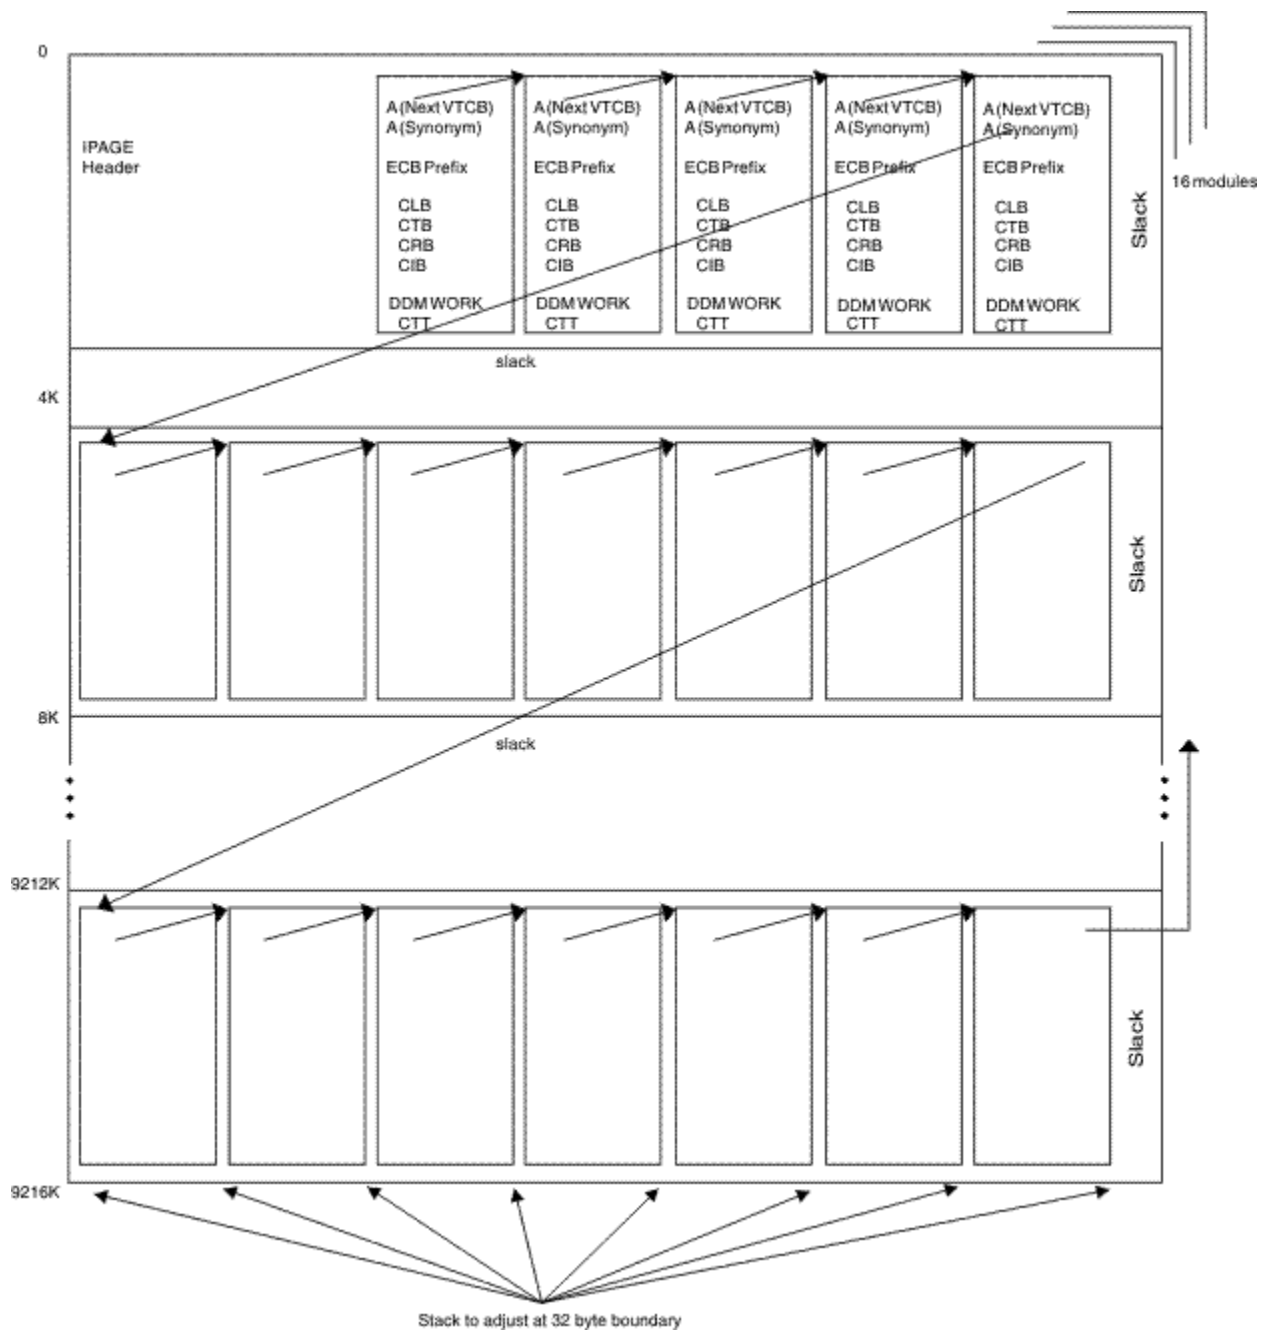 0
16 modules
IPAGE
Header
A(Next VTCB) A(Next VTCB) A(Next VTCB) A(Next VTCB) A(Next VTCB)
A(Synonym) A(Synonym) A(Synonym) A(Synonym) A(Synonym)
ECB Prefix ECB Prefix ECB Prefix ECB Prefix ECB Prefix
CLB CLB CLB CLB CLB
CTB CTB CTB CTB CTB
CRB CRB CRB CRB CRB
CIB CIB CIB CIB CIB
DDM WORK DDM WORK DDM WORK DDM WORK DDM WORK
CTT CTT CTT CTT CTT
Slack
slack
4K
Slack
8K
slack
9212K
Slack
9216K
Stack to adjust at 32 byte boundary